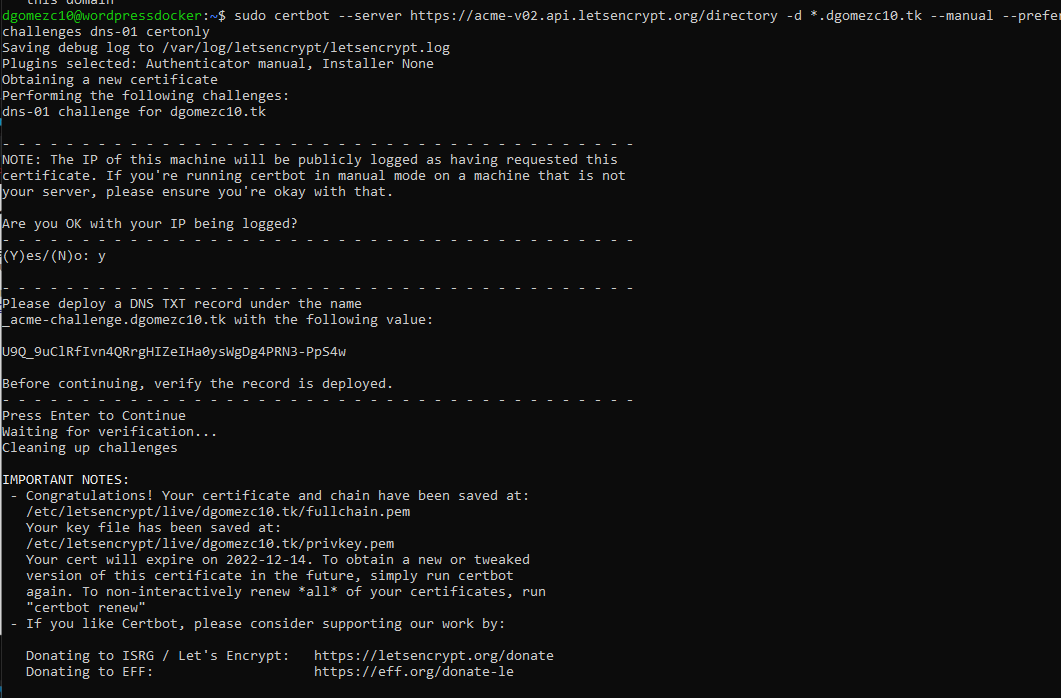 this domain
dgomezc10@wordpressdocker:~$ sudo certbot --server https://acme-v02.api.letsencrypt.org/directory -d *.dgomezc10.tk --manual --prefer
challenges dns-01 certonly
Saving debug log to /var/log/letsencrypt/letsencrypt.log
Plugins selected: Authenticator manual, Installer None
Obtaining a new certificate
Performing the following challenges:
dns-01 challenge for dgomezc10.tk
- - - - - - - - - - - - - - - - - - - - - - - - - - - - - - - - - - - - - - - -
NOTE: The IP of this machine will be publicly logged as having requested this
certificate. If you're running certbot in manual mode on a machine that is not
your server, please ensure you're okay with that.
Are you OK with your IP being logged?
- - - - - - - - - - - - - - - - - - - - - - - - - - - - - - - - - - - - - - - -
(Y)es/(N)o: y
- - - - - - - - - - - - - - - - - - - - - - - - - - - - - - - - - - - - - - - -
Please deploy a DNS TXT record under the name
_acme-challenge.dgomezc10.tk with the following value:
U9Q_9uClRfIvn4QRrgHIZeIHa0ysWgDg4PRN3-PpS4w
Before continuing, verify the record is deployed.
- - - - - - - - - - - - - - - - - - - - - - - - - - - - - - - - - - - - - - - -
Press Enter to Continue
Waiting for verification...
Cleaning up challenges
IMPORTANT NOTES:
- Congratulations! Your certificate and chain have been saved at:
/etc/letsencrypt/live/dgomezc10.tk/fullchain.pem
Your key file has been saved at:
/etc/letsencrypt/live/dgomezc10.tk/privkey.pem
Your cert will expire on 2022-12-14. To obtain a new or tweaked
version of this certificate in the future, simply run certbot
again. To non-interactively renew *all* of your certificates, run
"certbot renew"
- If you like Certbot, please consider supporting our work by:
Donating to ISRG / Let's Encrypt: https://letsencrypt.org/donate
Donating to EFF: https://eff.org/donate-le